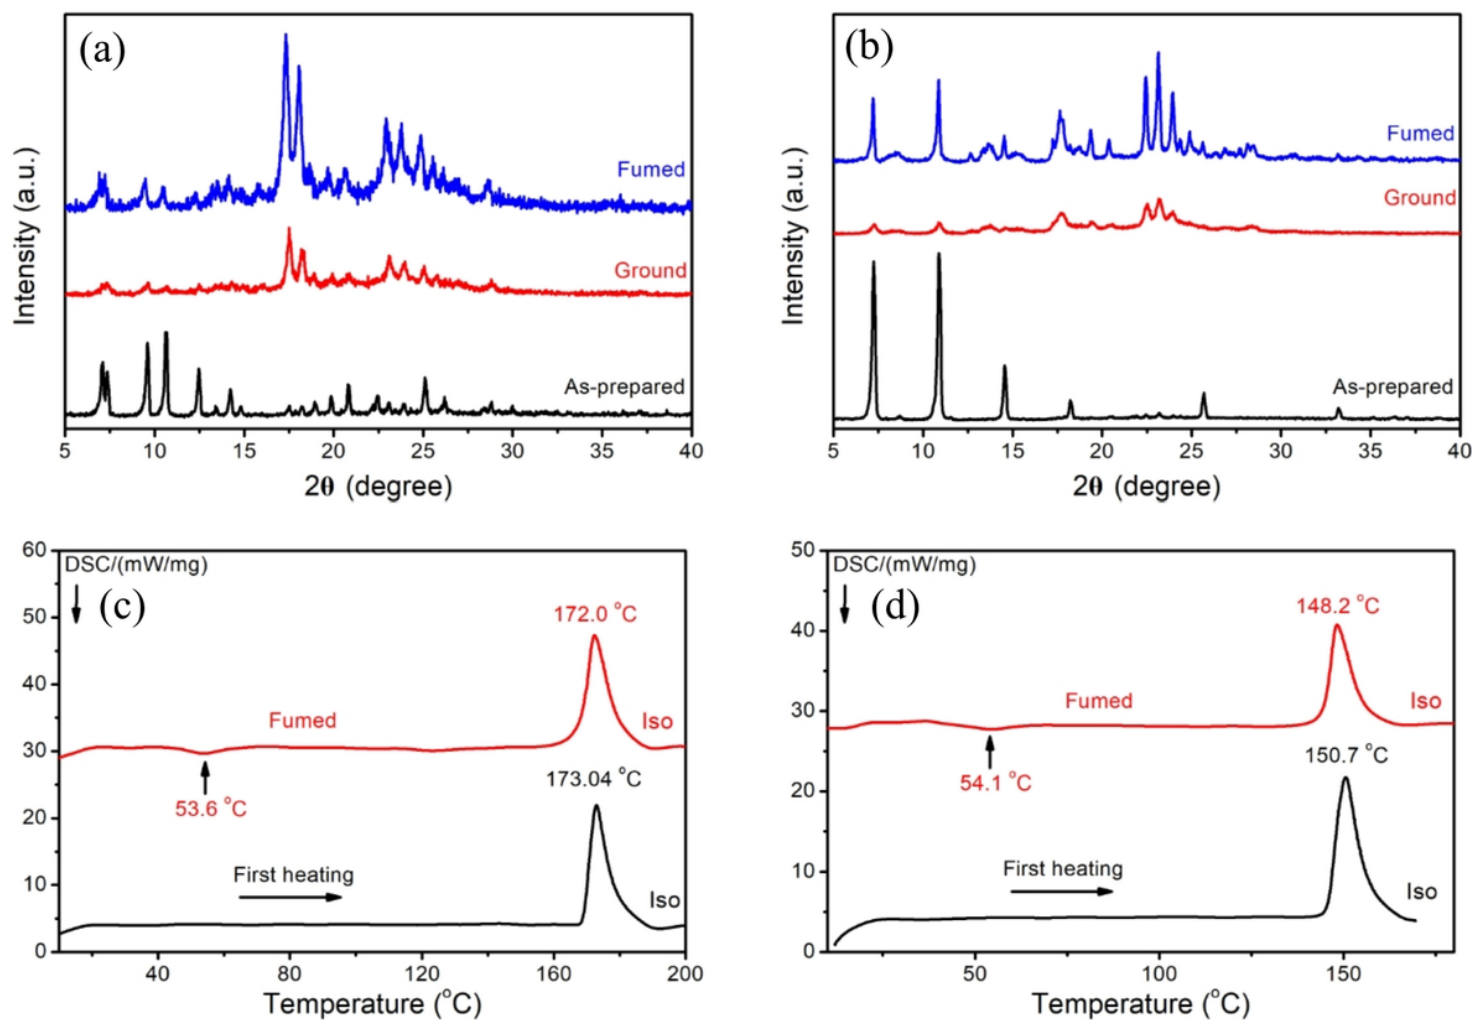 (a)
Fumed
Ground
As-prepared
Intensity (a.u.)
5 10 15 20 25 30 35 40
2θ (degree)
(b)
Fumed
Ground
As-prepared
Intensity (a.u.)
5 10 15 20 25 30 35 40
2θ (degree)
60
50
40
30
20
10
0
DSC/(mW/mg)
(c)
172.0 °C
Fumed
Iso
53.6 °C
173.04 °C
First heating
Iso
40 80 120 160 200
Temperature (°C)
50
40
30
20
10
0
DSC/(mW/mg)
(d)
148.2 °C
Fumed
Iso
54.1 °C
150.7 °C
First heating
Iso
50 100 150
Temperature (°C)